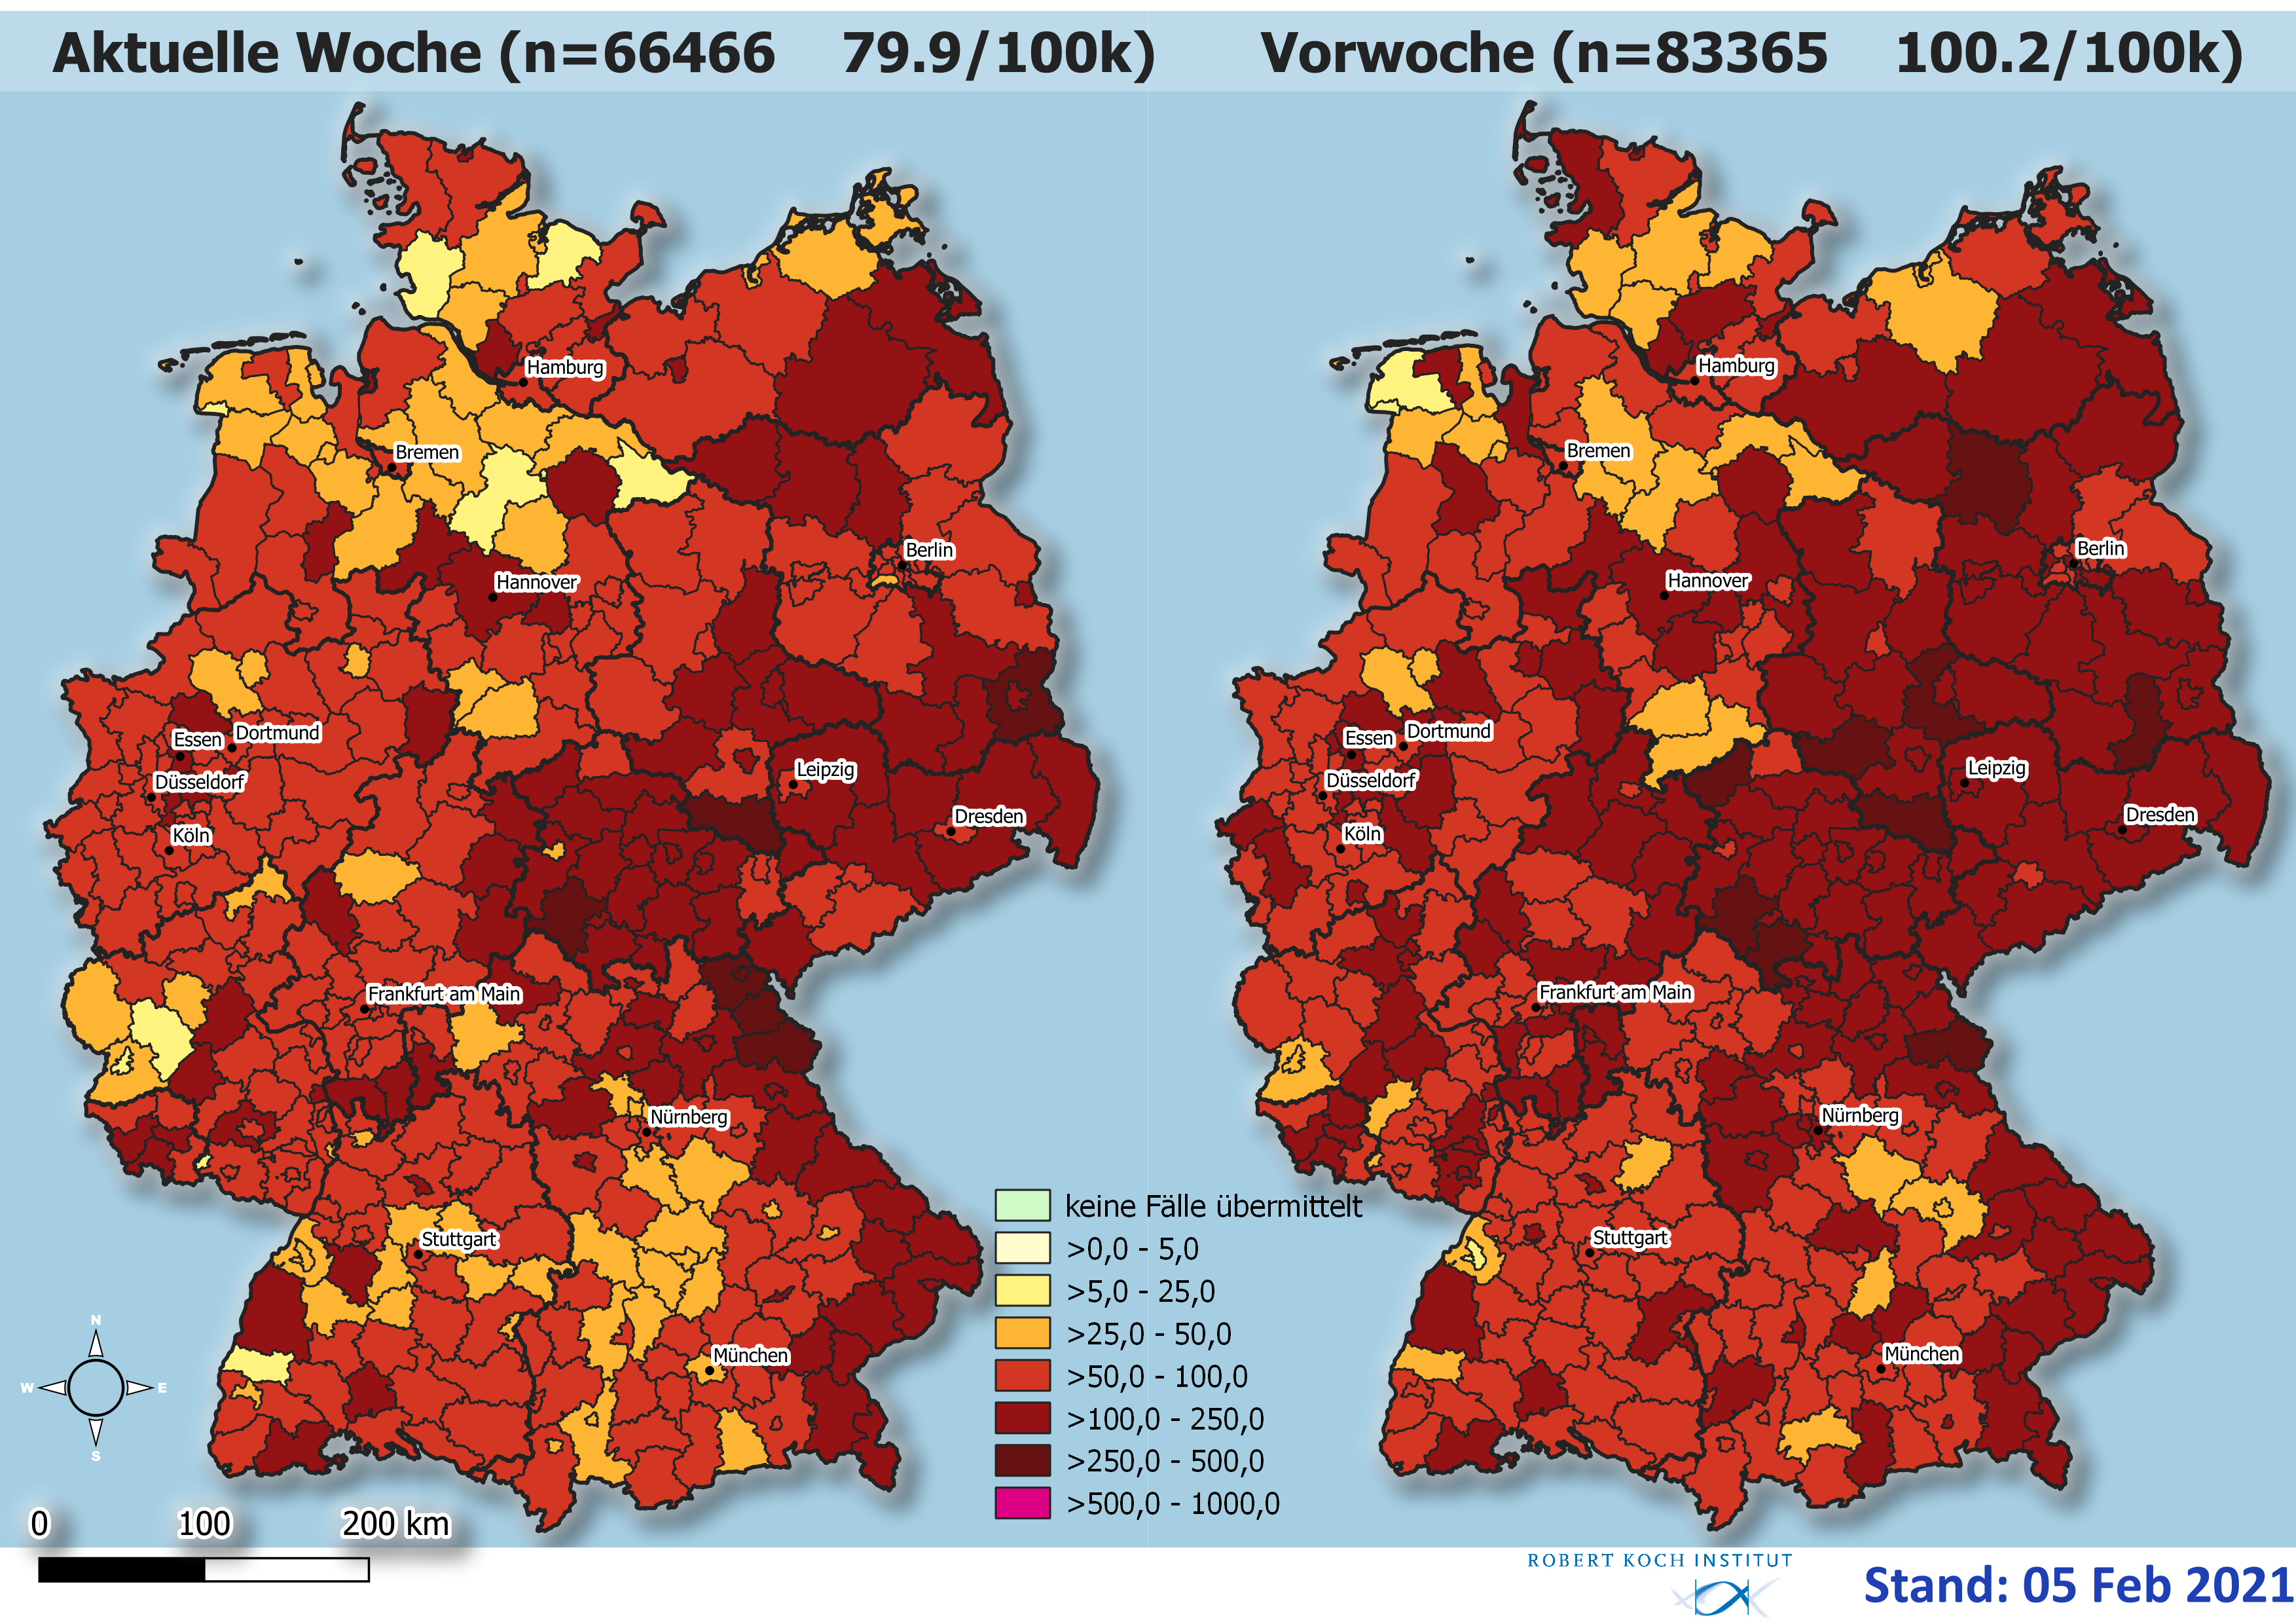 Aktuelle Woche (n=66466 79.9/100k)
Vorwoche (n=83365 100.2/100k)
Hamburg
Bremen
Berlin
Hannover
Essen
Dortmund
Düsseldorf
Köln
Leipzig
Dresden
Frankfurt am Main
Nürnberg
Stuttgart
München
Hamburg
Bremen
Berlin
Hannover
Essen
Dortmund
Düsseldorf
Köln
Leipzig
Dresden
Frankfurt am Main
Nürnberg
Stuttgart
München
keine Fälle übermittelt
>0,0 - 5,0
>5,0 - 25,0
>25,0 - 50,0
>50,0 - 100,0
>100,0 - 250,0
>250,0 - 500,0
>500,0 - 1000,0
N
W E
S
0 100 200 km
ROBERT KOCH INSTITUT
Stand: 05 Feb 2021